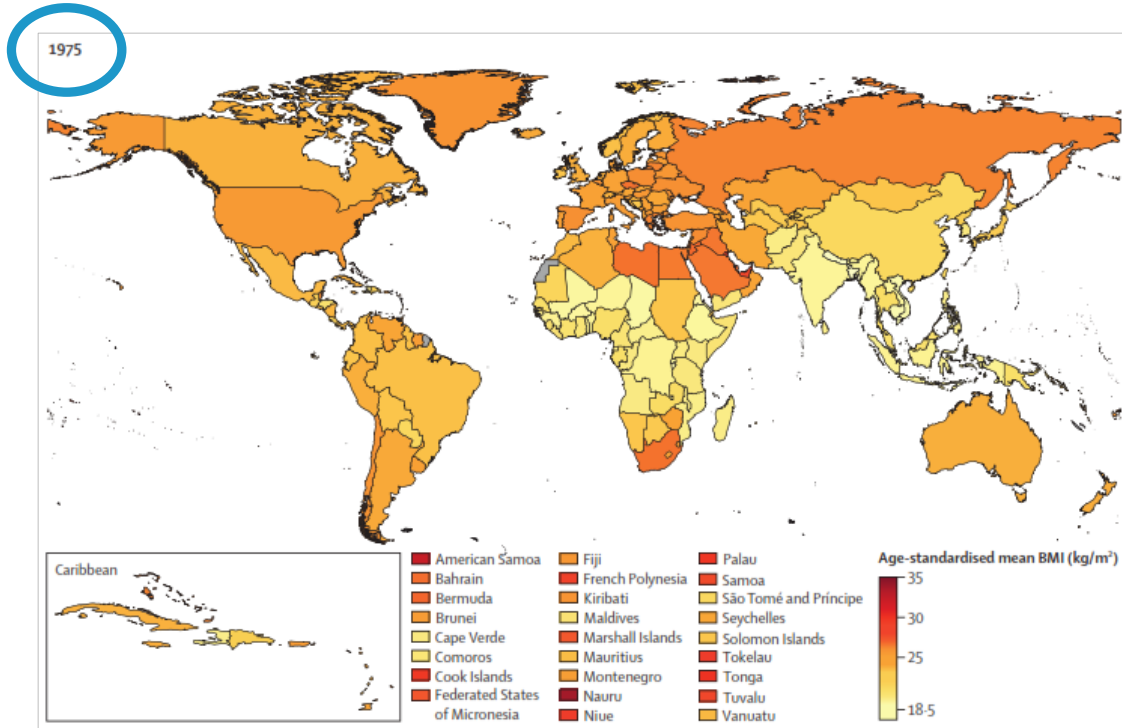 1975
Caribbean
American Samoa
Bahrain
Bermuda
Brunei
Cape Verde
Comoros
Cook Islands
Federated States
of Micronesia
Fiji
French Polynesia
Kiribati
Maldives
Marshall Islands
Mauritius
Montenegro
Nauru
Niue
Palau
Samoa
São Tomé and Príncipe
Seychelles
Solomon Islands
Tokelau
Tonga
Tuvalu
Vanuatu
Age-standardised mean BMI (kg/m²)
35
30
25
18·5